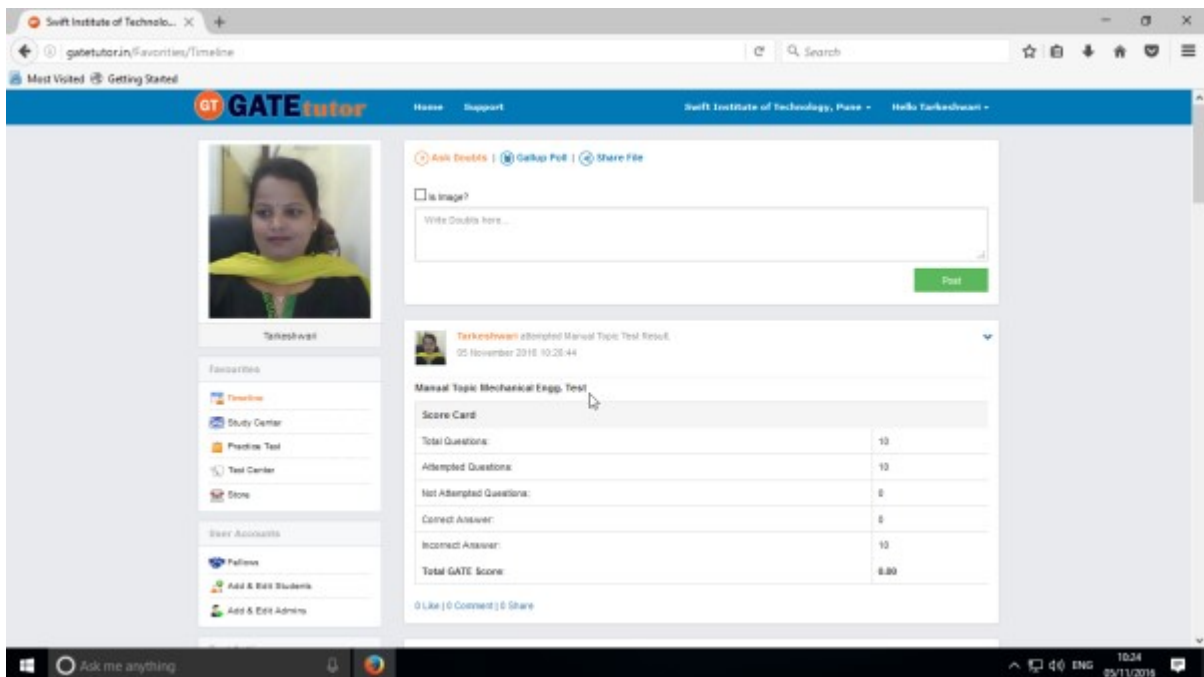 Swift Institute of Technolo...
gatetutor.in/Favorities/Timeline
Search
Most Visited
Getting Started
GT GATEtutor
Home
Support
Swift Institute of Technology, Pune
Hello Tarkeshwari
Ask Doubts | Gallup Poll | Share File
Is Image?
Write Doubts here...
Post
Tarkeshwari
Favourites
Timeline
Study Center
Practice Test
Test Center
Store
User Accounts
Fellows
Add & Edit Students
Add & Edit Admins
Tarkeshwari attempted Manual Topic Test Result.
05 November 2016 10:20:44
Manual Topic Mechanical Engg. Test
Score Card
Total Questions: 10
Attempted Questions: 10
Not Attempted Questions: 0
Correct Answer: 0
Incorrect Answer: 10
Total GATE Score: 0.00
0 Like | 0 Comment | 0 Share
Ask me anything
ENG
10:24
05/11/2016